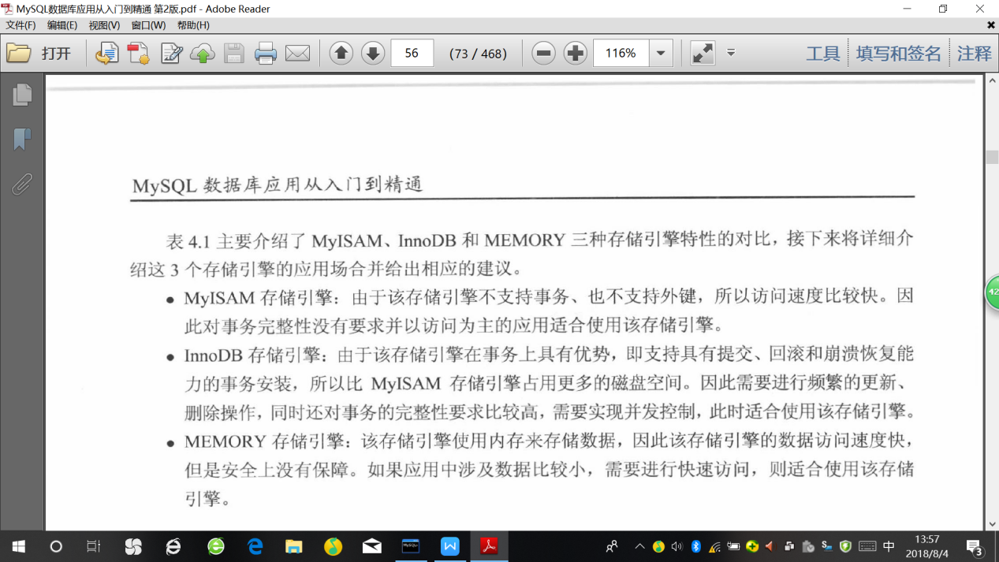 MySQL数据库应用从入门到精通 第2版.pdf - Adobe Reader
文件(F) 编辑(E) 视图(V) 窗口(W) 帮助(H)
打开 56 (73 / 468) 116% 工具 填写和签名 注释
MySQL 数据库应用从入门到精通
表 4.1 主要介绍了 MyISAM、InnoDB 和 MEMORY 三种存储引擎特性的对比，接下来将详细介
绍这 3 个存储引擎的应用场合并给出相应的建议。
● MyISAM 存储引擎：由于该存储引擎不支持事务、也不支持外键，所以访问速度比较快。因
此对事务完整性没有要求并以访问为主的应用适合使用该存储引擎。
● InnoDB 存储引擎：由于该存储引擎在事务上具有优势，即支持具有提交、回滚和崩溃恢复能
力的事务安装，所以比 MyISAM 存储引擎占用更多的磁盘空间。因此需要进行频繁的更新、
删除操作，同时还对事务的完整性要求比较高，需要实现并发控制，此时适合使用该存储引擎。
● MEMORY 存储引擎：该存储引擎使用内存来存储数据，因此该存储引擎的数据访问速度快，
但是安全上没有保障。如果应用中涉及数据比较小，需要进行快速访问，则适合使用该存储
引擎。
42
中 13:57
2018/8/4
3